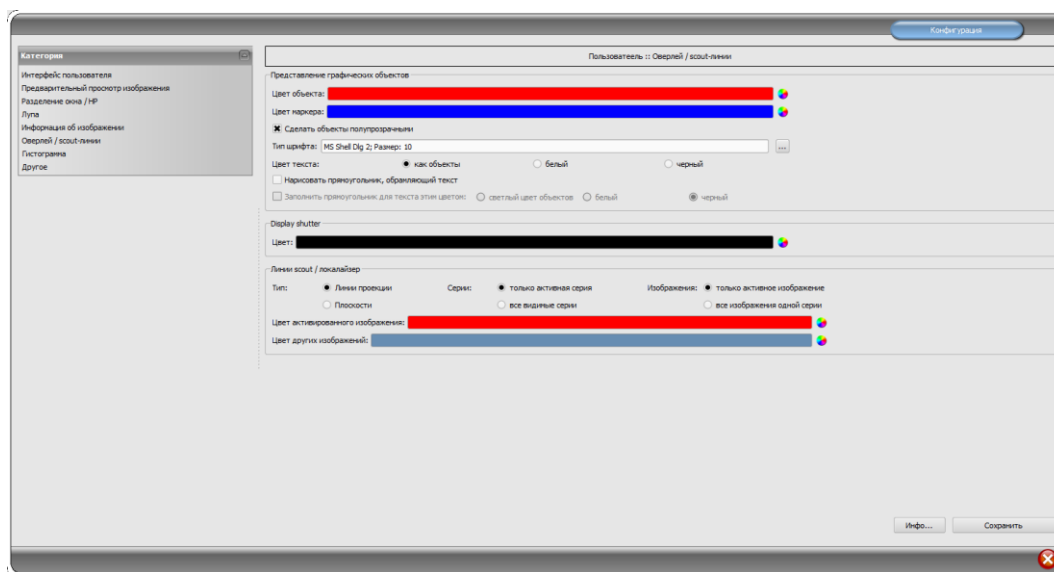 Конфигурация
Категория
Интерфейс пользователя
Предварительный просмотр изображения
Разделение окна / HP
Лупа
Информация об изображении
Оверлей / scout-линии
Гистограмма
Другое
Пользователь :: Оверлей / scout-линии
Представление графических объектов
Цвет объекта:
Цвет маркера:
Сделать объекты полупрозрачными
Тип шрифта: MS Shell Dlg 2; Размер: 10 ...
Цвет текста: как объекты белый черный
Нарисовать прямоугольник, обрамляющий текст
Заполнить прямоугольник для текста этим цветом: светлый цвет объектов белый черный
Display shutter
Цвет:
Линии scout / локалайзер
Тип: Линии проекции Серии: только активная серия Изображения: только активное изображение
Плоскости все видимые серии все изображения одной серии
Цвет активированного изображения:
Цвет других изображений:
Инфо... Сохранить